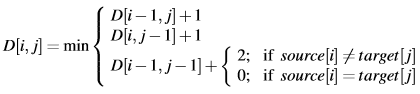 D[i, j] = min { D[i−1, j] + 1
D[i, j−1] + 1
D[i−1, j−1] + { 2; if source[i] ≠ target[j]
0; if source[i] = target[j]